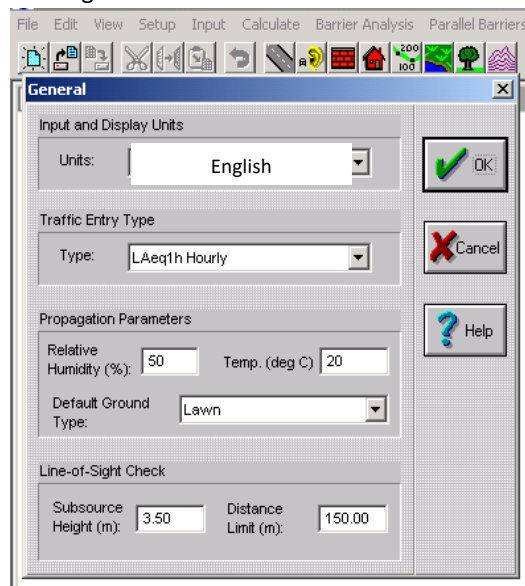 File Edit View Setup Input Calculate Barrier Analysis Parallel Barriers
200
100
General
Input and Display Units
Units: English
OK
Traffic Entry Type
Type: LAeq1h Hourly
Cancel
Propagation Parameters
Relative Humidity (%): 50 Temp. (deg C) 20
Help
Default Ground Type: Lawn
Line-of-Sight Check
Subsource Height (m): 3.50 Distance Limit (m): 150.00